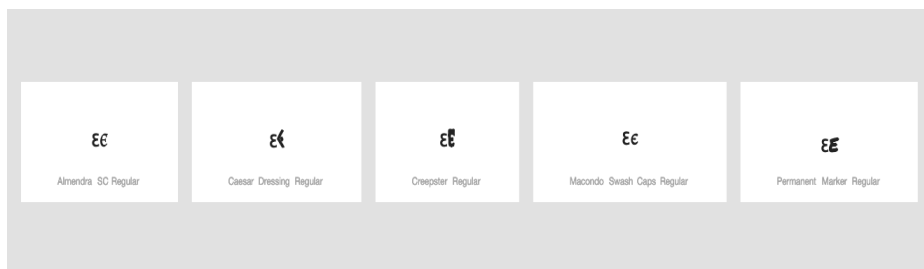 Almendra SC Regular
Caesar Dressing Regular
Creepster Regular
Macondo Swash Caps Regular
Permanent Marker Regular